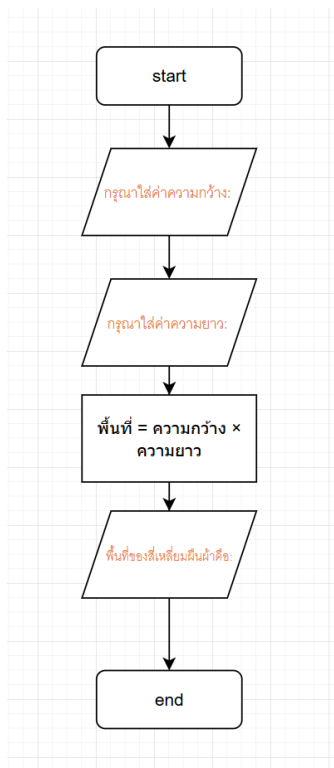 start
กรุณาใส่ค่าความกว้าง:
กรุณาใส่ค่าความยาว:
พื้นที่ = ความกว้าง ×
ความยาว
พื้นที่ของสี่เหลี่ยมผืนผ้าคือ:
end